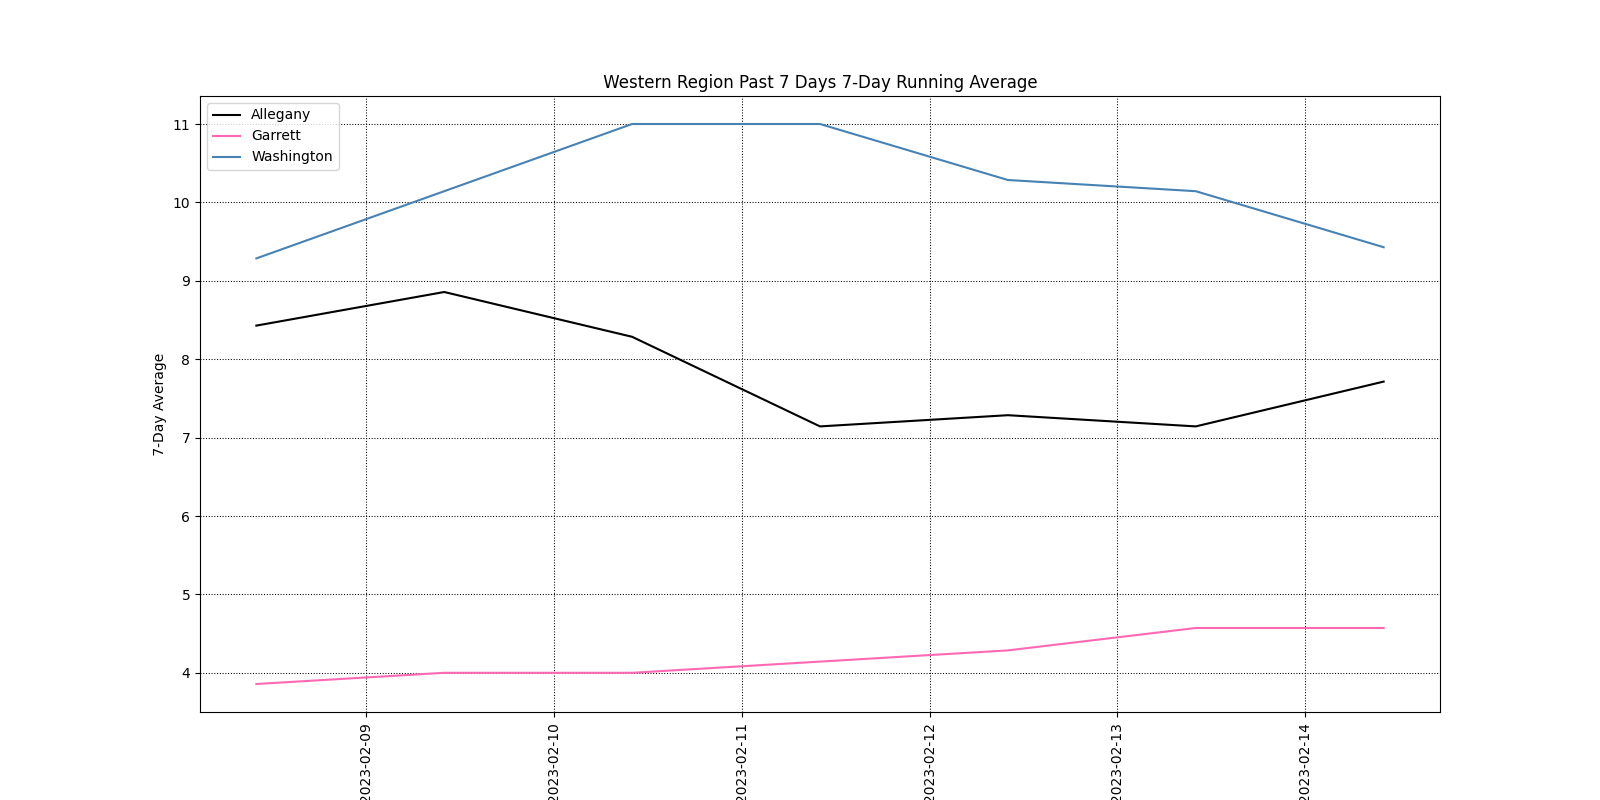 Western Region Past 7 Days 7-Day Running Average
Allegany
Garrett
Washington
11
10
9
8
7
6
5
4
7-Day Average
2023-02-09
2023-02-10
2023-02-11
2023-02-12
2023-02-13
2023-02-14